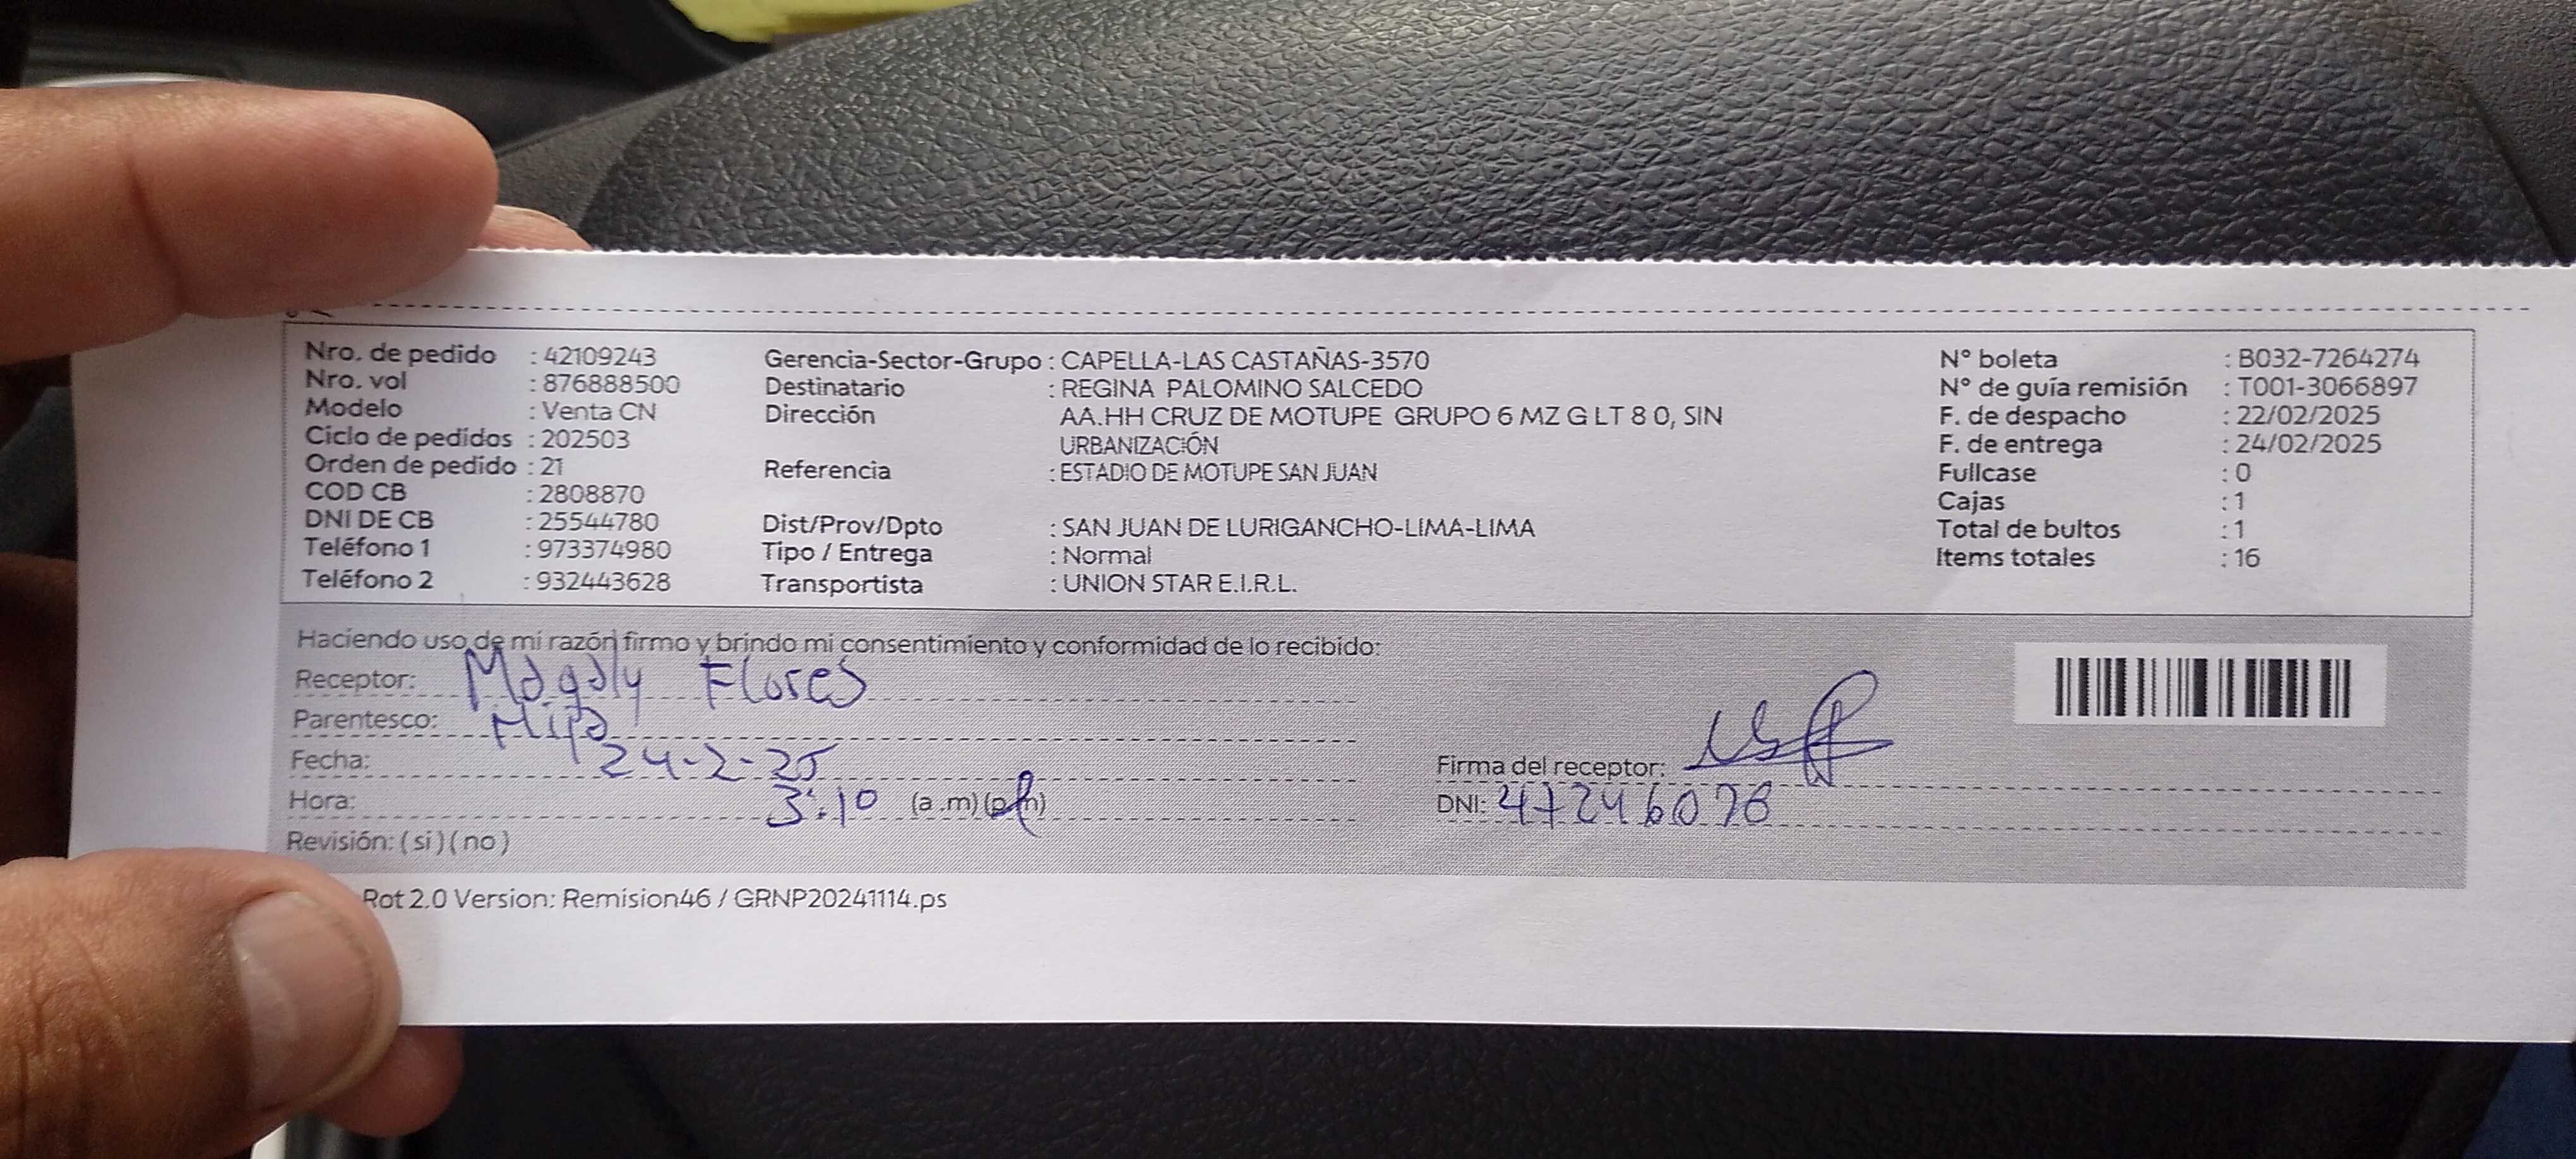 Nro. de pedido : 42109243
Nro. vol : 876888500
Modelo : Venta CN
Ciclo de pedidos : 202503
Orden de pedido : 21
COD CB : 2808870
DNI DE CB : 25544780
Teléfono 1 : 973374980
Teléfono 2 : 932443628
Gerencia-Sector-Grupo : CAPELLA-LAS CASTAÑAS-3570
Destinatario : REGINA PALOMINO SALCEDO
Dirección AA.HH CRUZ DE MOTUPE GRUPO 6 MZ G LT 8 0, SIN
URBANIZACIÓN
Referencia : ESTADIO DE MOTUPE SAN JUAN
Dist/Prov/Dpto : SAN JUAN DE LURIGANCHO-LIMA-LIMA
Tipo / Entrega : Normal
Transportista : UNION STAR E.I.R.L.
N° boleta : B032-7264274
N° de guía remisión : T001-3066897
F. de despacho : 22/02/2025
F. de entrega : 24/02/2025
Fullcase : 0
Cajas : 1
Total de bultos : 1
Items totales : 16
Haciendo uso de mi razón firmo y brindo mi consentimiento y conformidad de lo recibido:
Receptor: Magaly Flores
Parentesco: Hija
Fecha: 24-2-25
Hora: 3:10 (a .m) (p.m)
Revisión: ( si ) ( no )
Firma del receptor:
DNI: 47246078
Rot 2.0 Version: Remision46 / GRNP20241114.ps